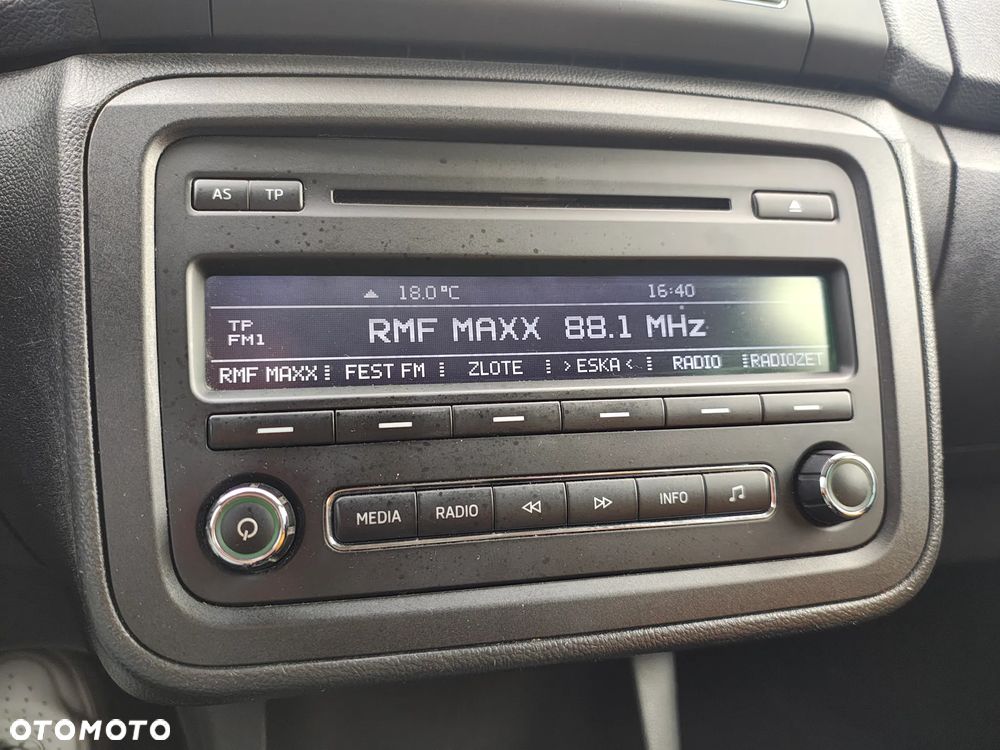 AS TP
18.0 °C 16:40
TP
FM1
RMF MAXX 88.1 MHz
RMF MAXX FEST FM ZLOTE > ESKA < RADIO RADIOZET
MEDIA RADIO INFO
OTOMOTO